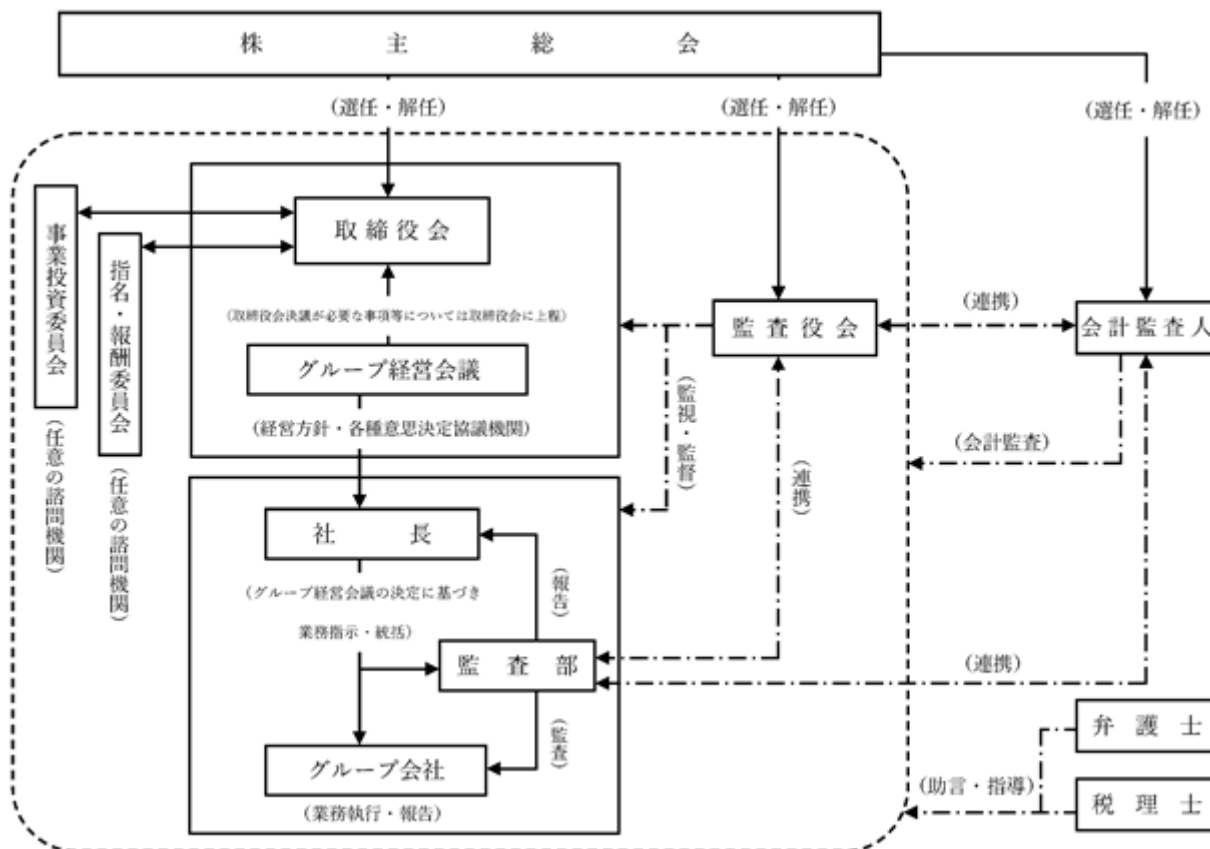 株主総会
(選任・解任)
(選任・解任)
(選任・解任)
取締役会
事業投資委員会
(任意の諮問機関)
指名・報酬委員会
(任意の諮問機関)
(取締役会決議が必要な事項等については取締役会に上程)
グループ経営会議
(経営方針・各種意思決定協議機関)
監査役会
(連携)
会計監査人
(監視・監督)
(連携)
(会計監査)
社長
(グループ経営会議の決定に基づき
業務指示・統括)
(報告)
監査部
(連携)
(監査)
グループ会社
(業務執行・報告)
弁護士
(助言・指導)
税理士